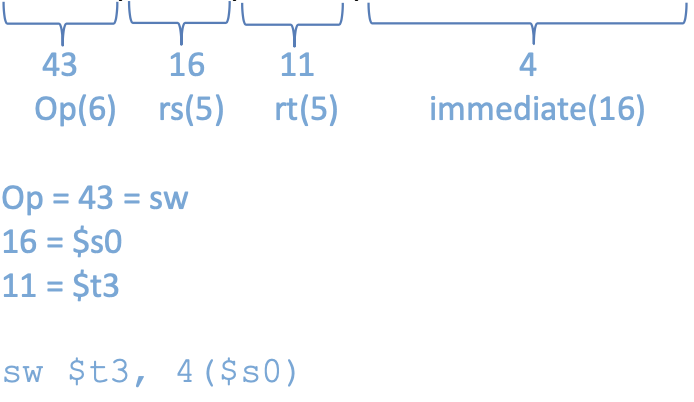 43 16 11 4
Op(6) rs(5) rt(5) immediate(16)
Op = 43 = sw
16 = $s0
11 = $t3
sw $t3, 4($s0)